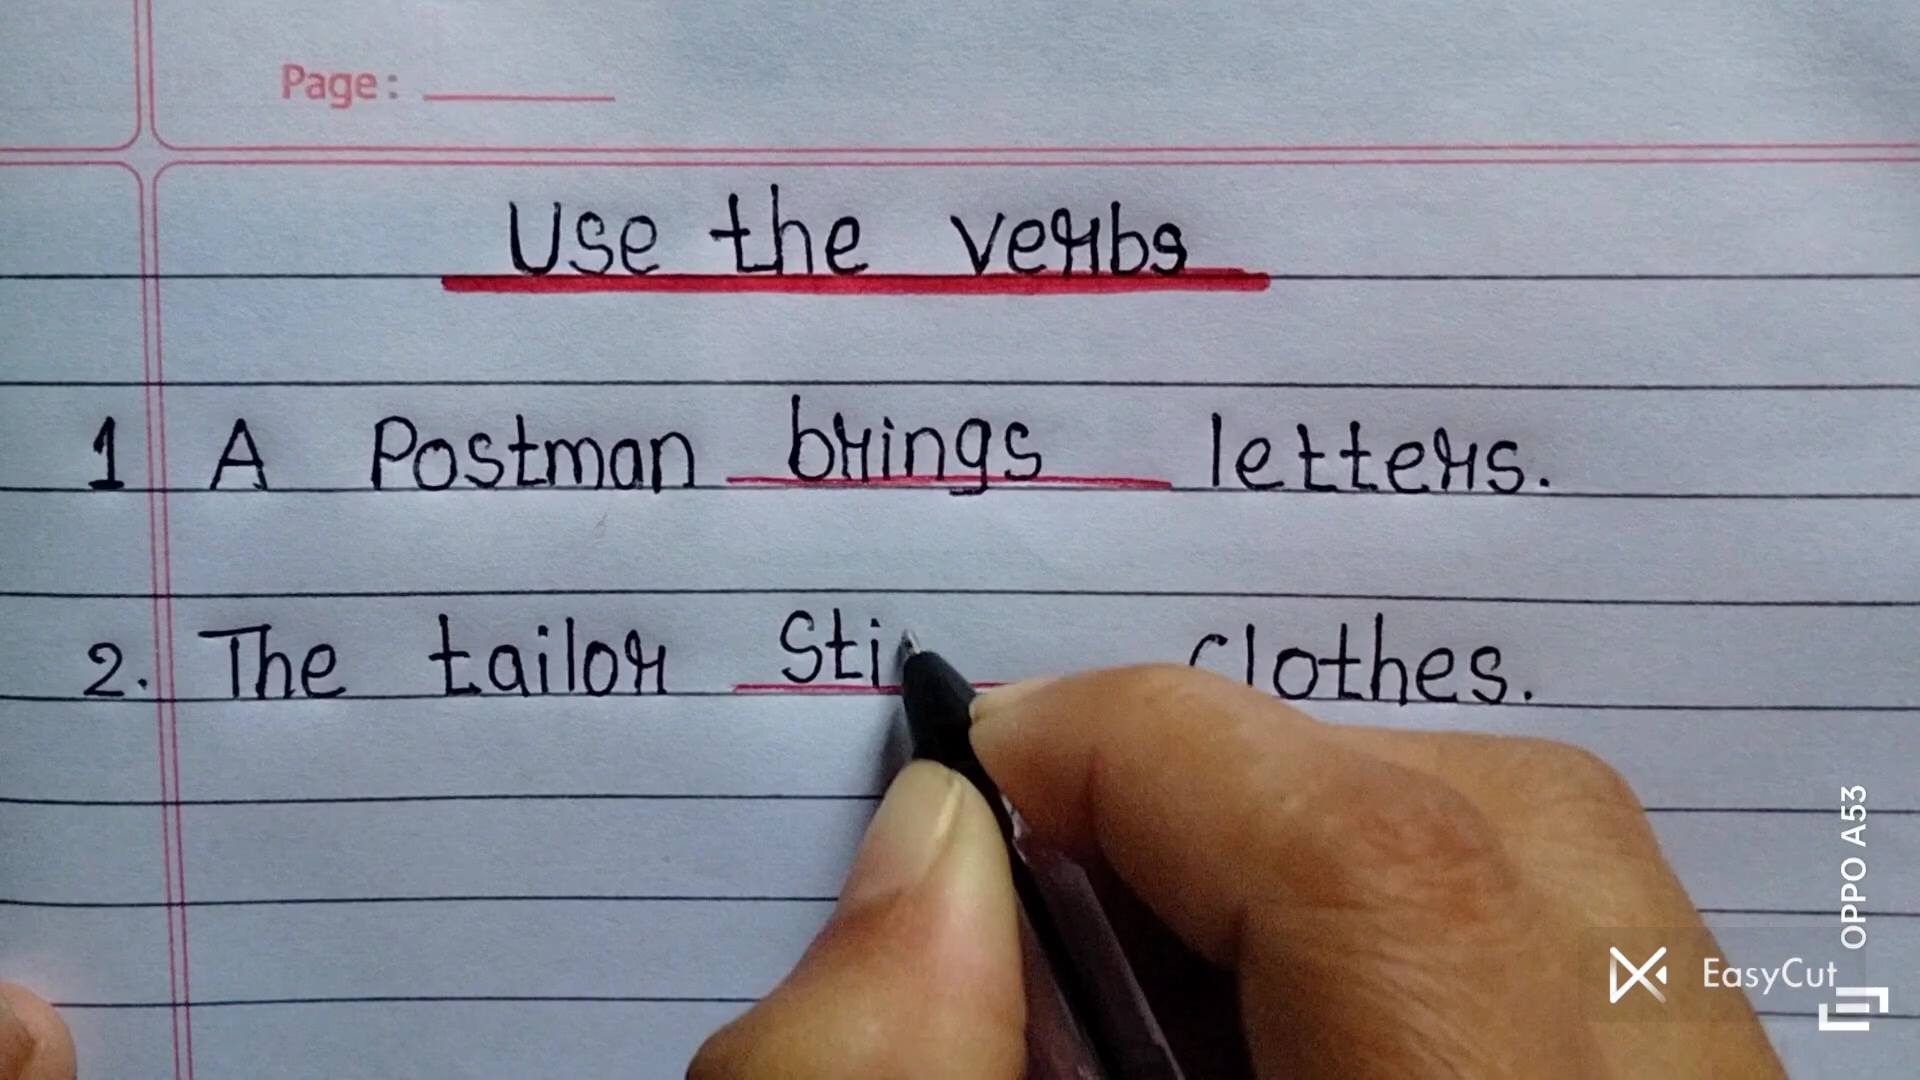 Page:
Use the verbs
1 A Postman brings letters.
2. The tailor Sti clothes.
OPPO A53
EasyCut